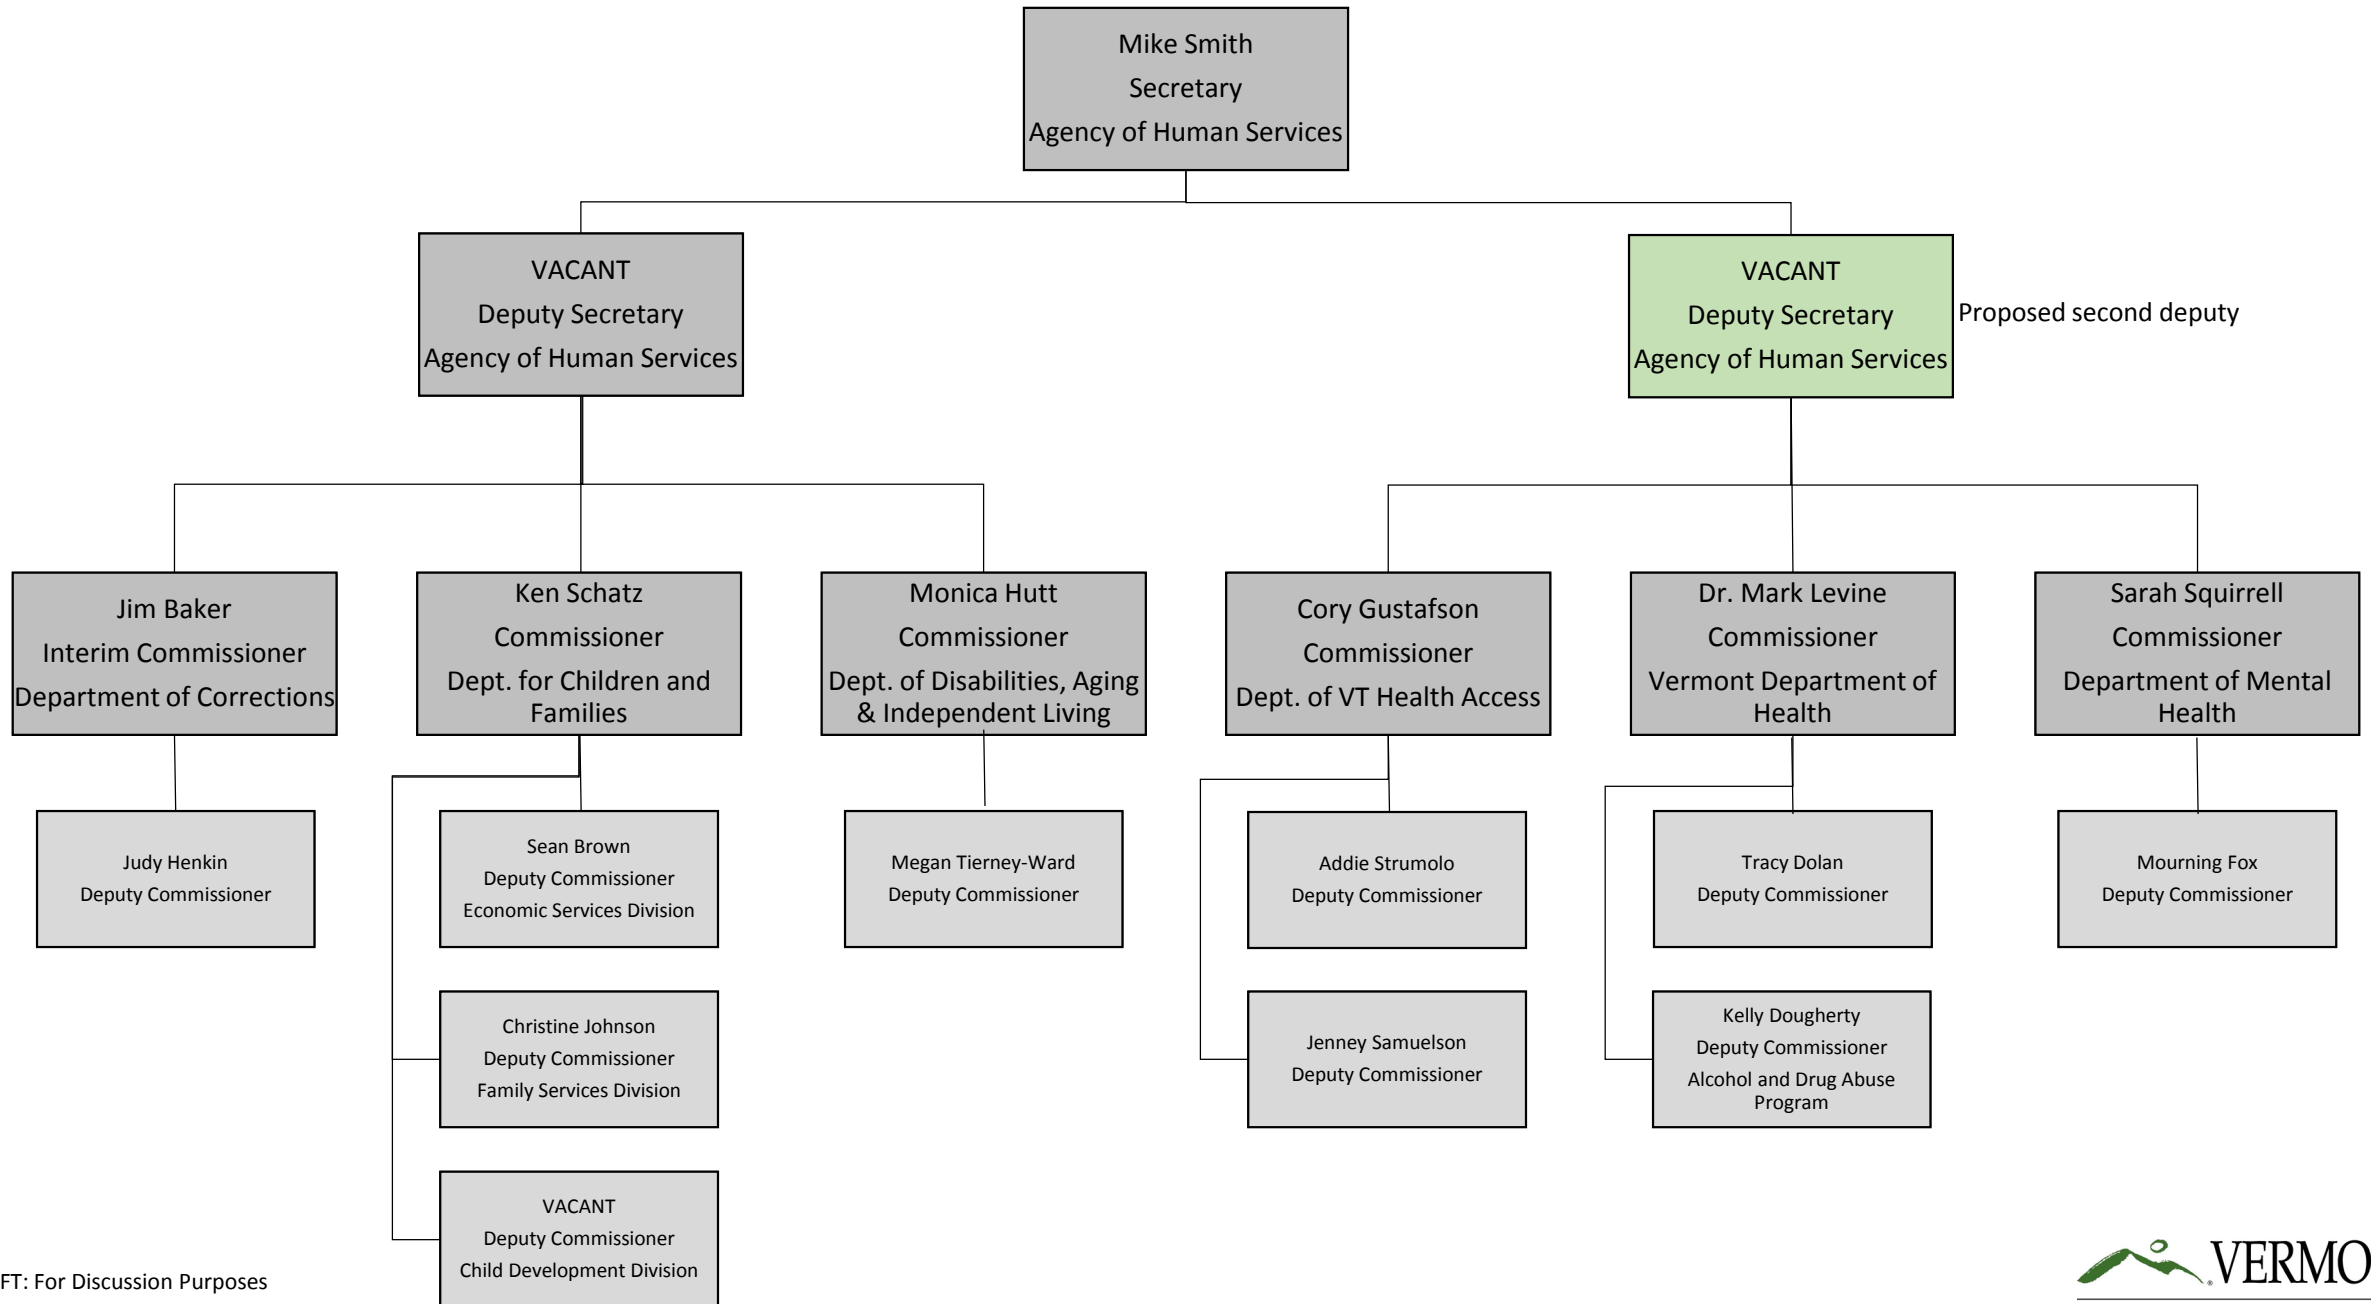 Mike Smith
Secretary
Agency of Human Services
VACANT
Deputy Secretary
Agency of Human Services
VACANT
Deputy Secretary
Agency of Human Services
Proposed second deputy
Jim Baker
Interim Commissioner
Department of Corrections
Ken Schatz
Commissioner
Dept. for Children and
Families
Monica Hutt
Commissioner
Dept. of Disabilities, Aging
& Independent Living
Cory Gustafson
Commissioner
Dept. of VT Health Access
Dr. Mark Levine
Commissioner
Vermont Department of
Health
Sarah Squirrell
Commissioner
Department of Mental
Health
Judy Henkin
Deputy Commissioner
Sean Brown
Deputy Commissioner
Economic Services Division
Megan Tierney-Ward
Deputy Commissioner
Addie Strumolo
Deputy Commissioner
Tracy Dolan
Deputy Commissioner
Mourning Fox
Deputy Commissioner
Christine Johnson
Deputy Commissioner
Family Services Division
Jenney Samuelson
Deputy Commissioner
Kelly Dougherty
Deputy Commissioner
Alcohol and Drug Abuse
Program
VACANT
Deputy Commissioner
Child Development Division
FT: For Discussion Purposes
VERMO